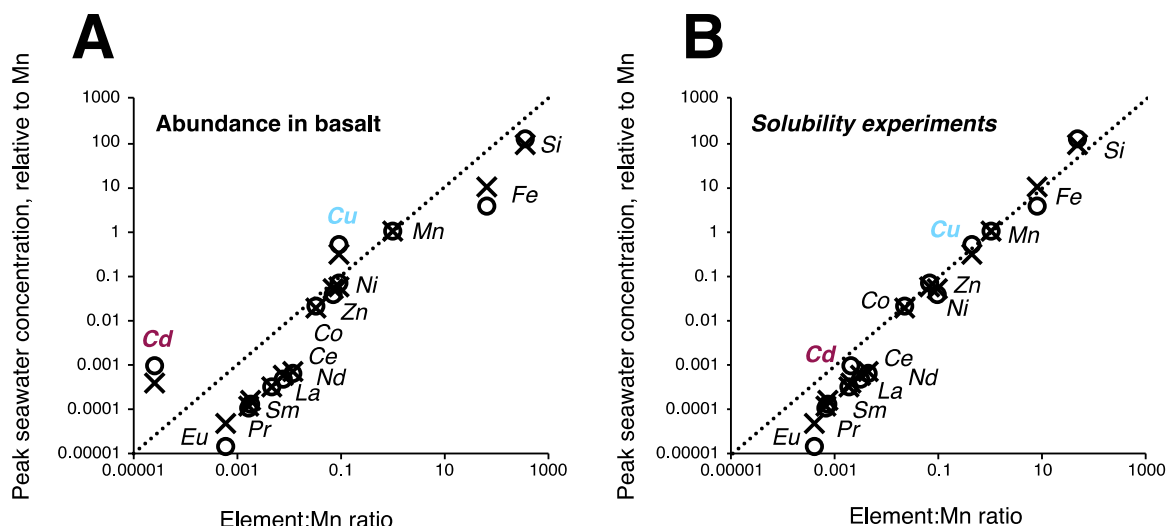 A
Peak seawater concentration, relative to Mn
1000
100
10
1
0.1
0.01
0.001
0.0001
0.00001
Abundance in basalt
Si
Fe
Cu
Mn
Ni
Zn
Co
Cd
Ce
Nd
La
Sm
Pr
Eu
0.00001
0.001
0.1
10
1000
Element:Mn ratio
B
Peak seawater concentration, relative to Mn
1000
100
10
1
0.1
0.01
0.001
0.0001
0.00001
Solubility experiments
Si
Fe
Cu
Mn
Zn
Ni
Co
Cd
Ce
Nd
La
Sm
Pr
Eu
0.00001
0.001
0.1
10
1000
Element:Mn ratio